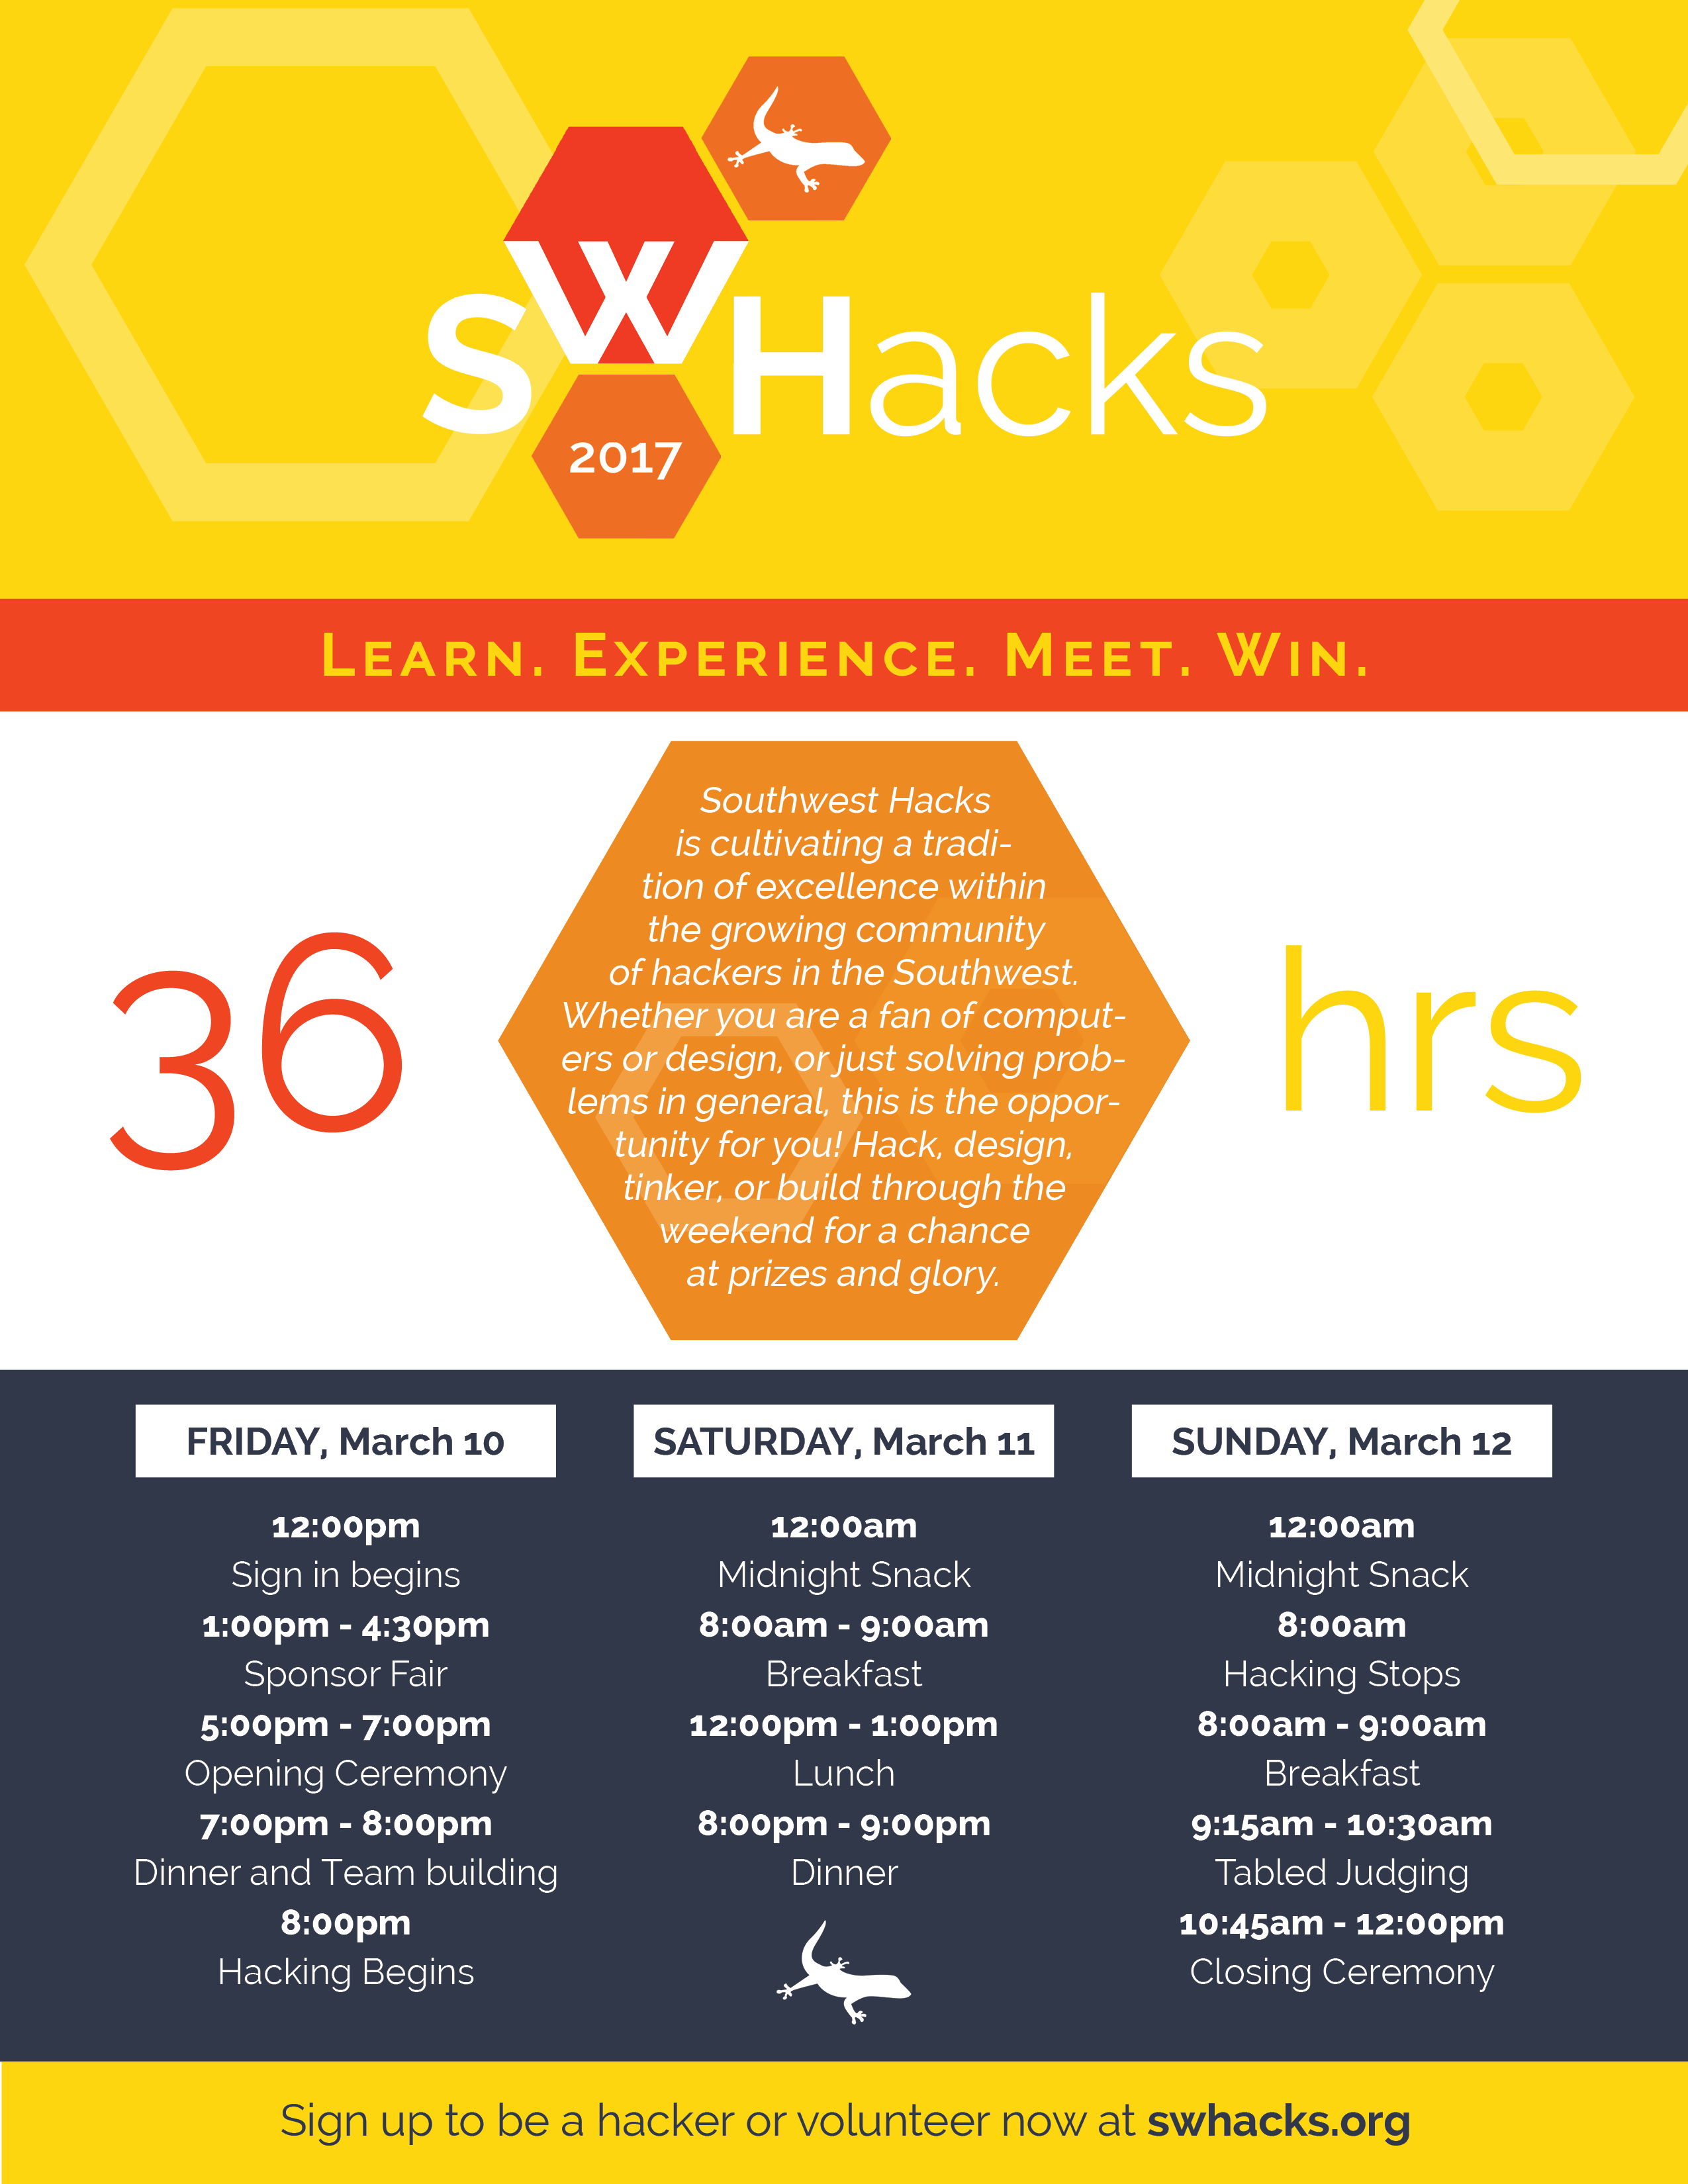 SWHacks
2017
LEARN. EXPERIENCE. MEET. WIN.
36
Southwest Hacks
is cultivating a tradi-
tion of excellence within
the growing community
of hackers in the Southwest.
Whether you are a fan of comput-
ers or design, or just solving prob-
lems in general, this is the oppor-
tunity for you! Hack, design,
tinker, or build through the
weekend for a chance
at prizes and glory.
hrs
FRIDAY, March 10
12:00pm
Sign in begins
1:00pm - 4:30pm
Sponsor Fair
5:00pm - 7:00pm
Opening Ceremony
7:00pm - 8:00pm
Dinner and Team building
8:00pm
Hacking Begins
SATURDAY, March 11
12:00am
Midnight Snack
8:00am - 9:00am
Breakfast
12:00pm - 1:00pm
Lunch
8:00pm - 9:00pm
Dinner
SUNDAY, March 12
12:00am
Midnight Snack
8:00am
Hacking Stops
8:00am - 9:00am
Breakfast
9:15am - 10:30am
Tabled Judging
10:45am - 12:00pm
Closing Ceremony
Sign up to be a hacker or volunteer now at swhacks.org